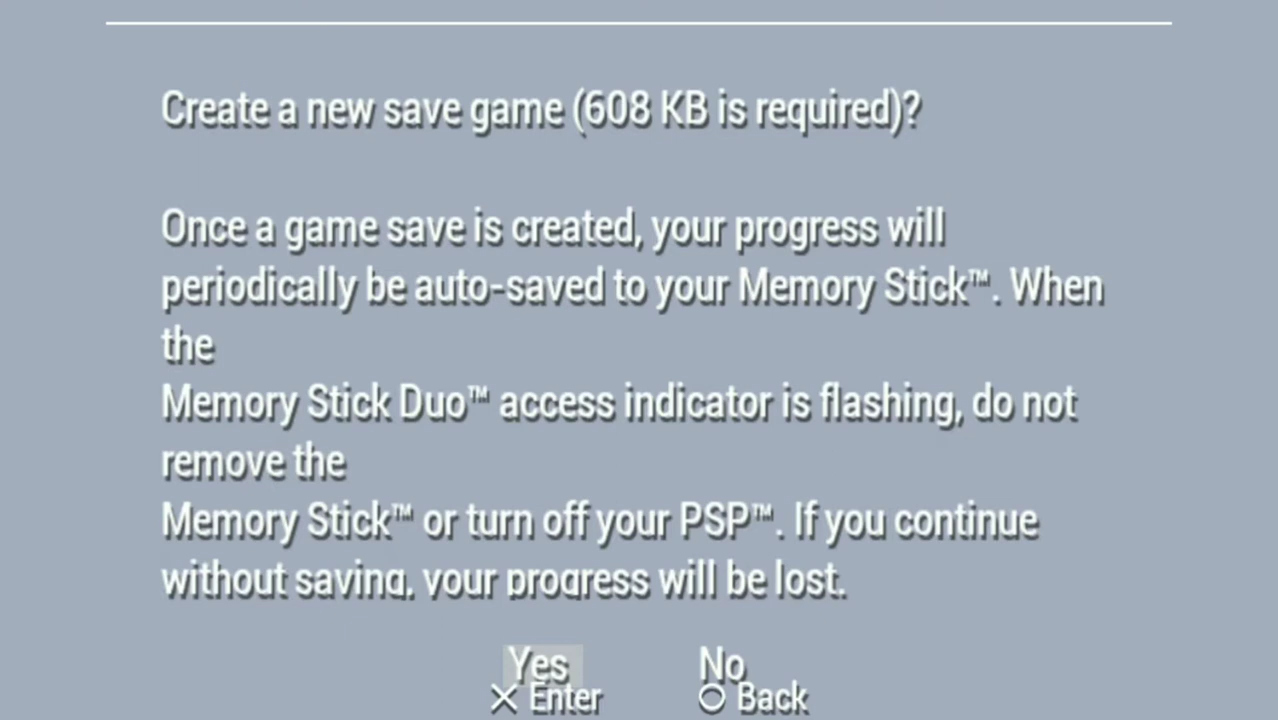 Create a new save game (608 KB is required)?
Once a game save is created, your progress will
periodically be auto-saved to your Memory Stick™. When
the
Memory Stick Duo™ access indicator is flashing, do not
remove the
Memory Stick™ or turn off your PSP™. If you continue
without saving, your progress will be lost.
Yes No
✕ Enter ○ Back